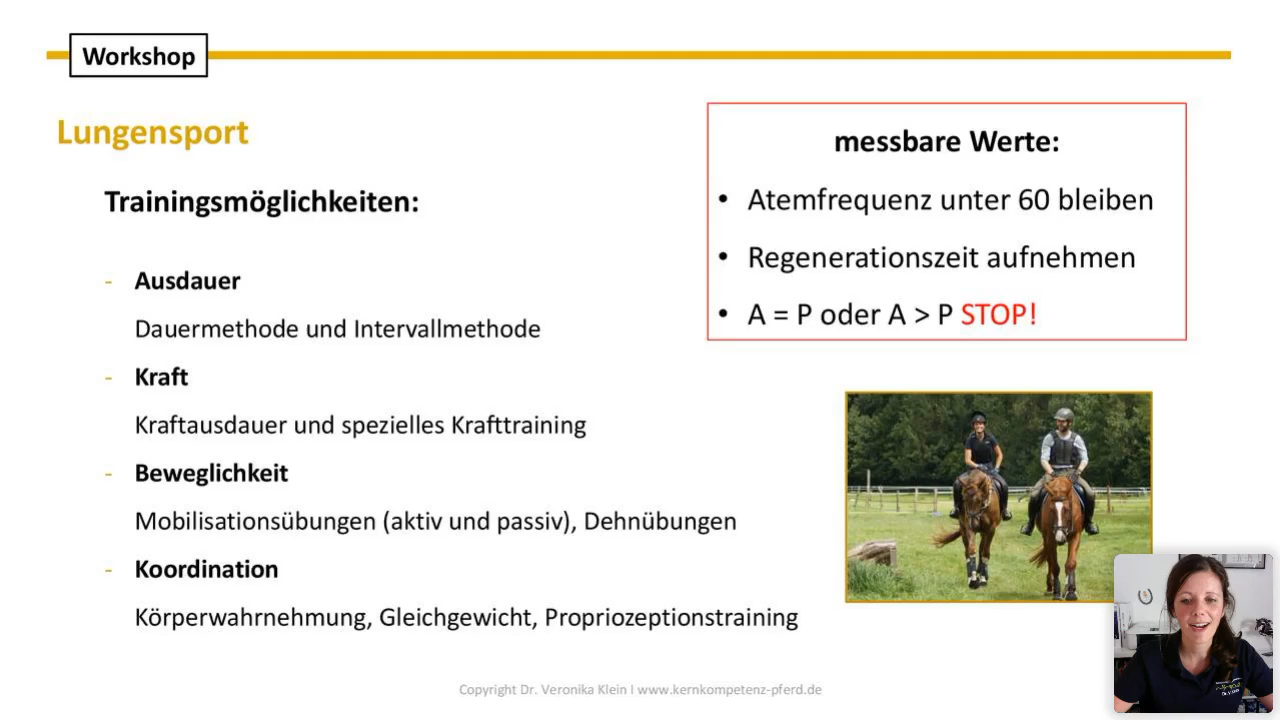 Workshop
Lungensport
Trainingsmöglichkeiten:
- Ausdauer
Dauermethode und Intervallmethode
- Kraft
Kraftausdauer und spezielles Krafttraining
- Beweglichkeit
Mobilisationsübungen (aktiv und passiv), Dehnübungen
- Koordination
Körperwahrnehmung, Gleichgewicht, Propriozeptionstraining
messbare Werte:
• Atemfrequenz unter 60 bleiben
• Regenerationszeit aufnehmen
• A = P oder A > P STOP!
Copyright Dr. Veronika Klein I www.kernkompetenz-pferd.de